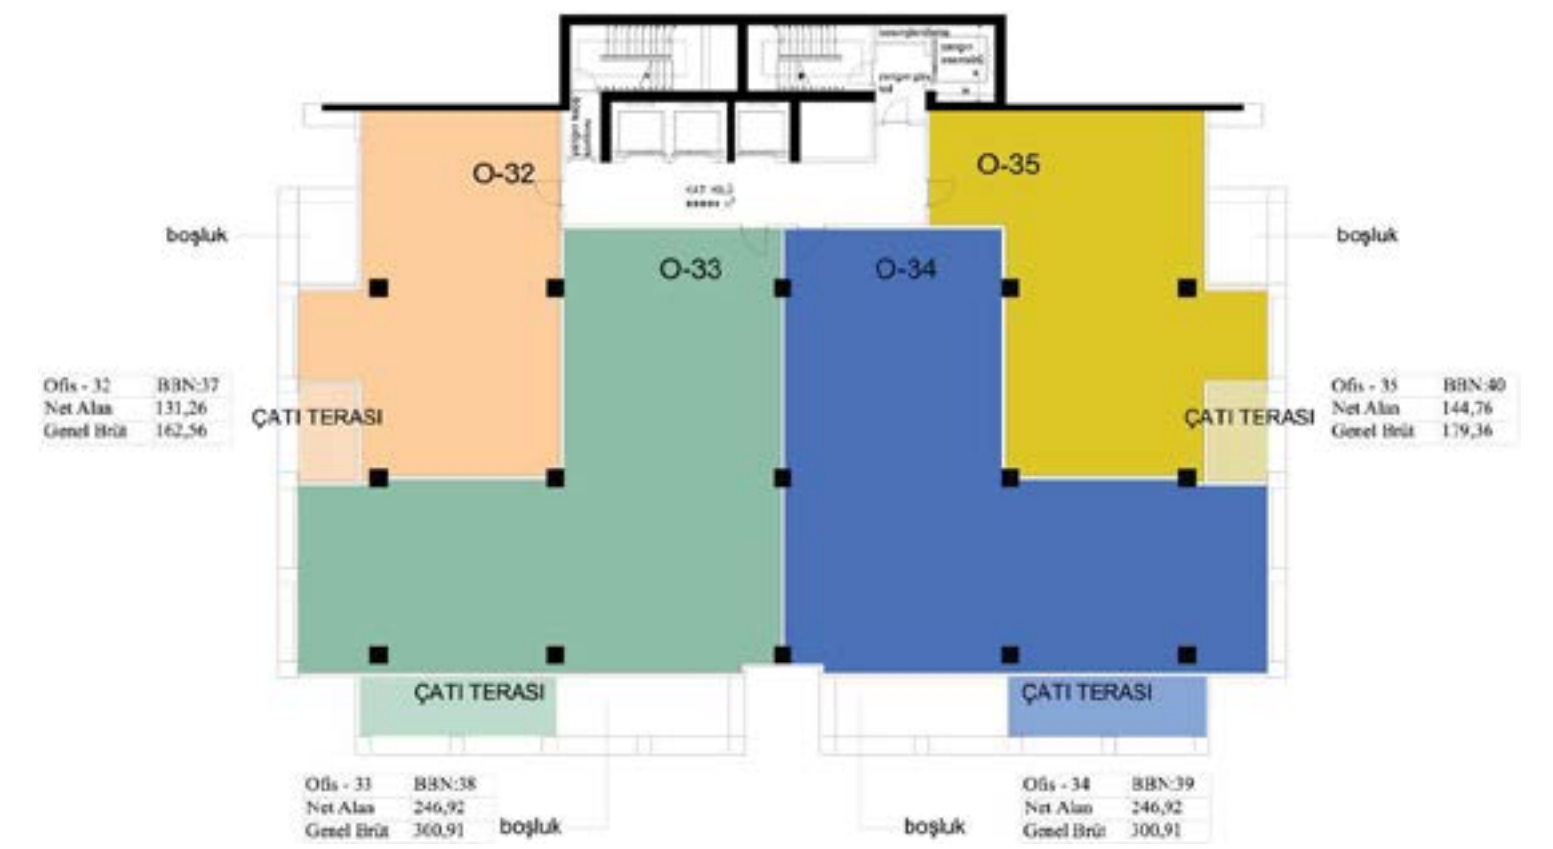 yangın
O-32
O-35
KAT HOLÜ
boşluk
boşluk
O-33
O-34
Ofis - 32 BBN:37
Net Alan 131,26
Genel Brüt 162,56
ÇATI TERASI
ÇATI TERASI
Ofis - 35 BBN:40
Net Alan 144,76
Genel Brüt 179,36
ÇATI TERASI
ÇATI TERASI
Ofis - 33 BBN:38
Net Alan 246,92
Genel Brüt 300,91
boşluk
boşluk
Ofis - 34 BBN:39
Net Alan 246,92
Genel Brüt 300,91